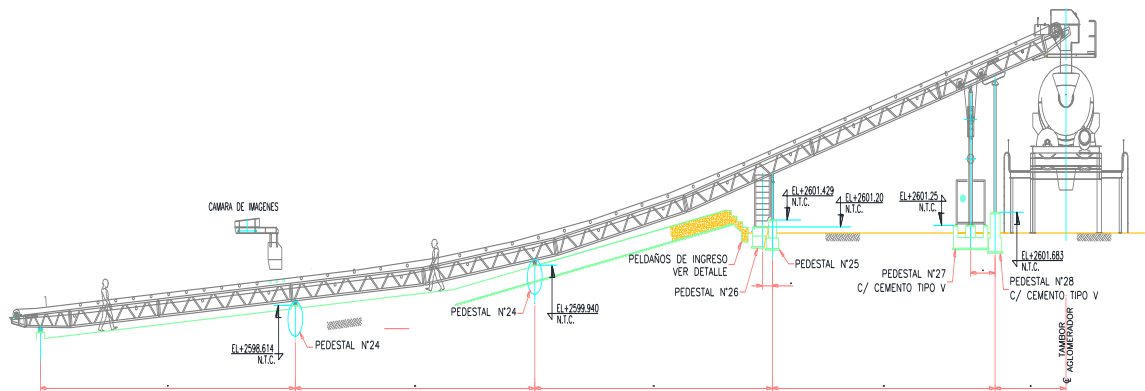 CAMARA DE IMAGENES
EL+2598.614
N.T.C.
PEDESTAL N°24
PEDESTAL N°24
EL+2599.940
N.T.C.
PELDAÑOS DE INGRESO
VER DETALLE
PEDESTAL N°26
PEDESTAL N°25
EL+2601.429
N.T.C.
EL+2601.20
N.T.C.
EL+2601.25
N.T.C.
EL+2601.683
N.T.C.
PEDESTAL N°27
C/ CEMENTO TIPO V
PEDESTAL N°28
C/ CEMENTO TIPO V
TAMBOR
AGLOMERADOR